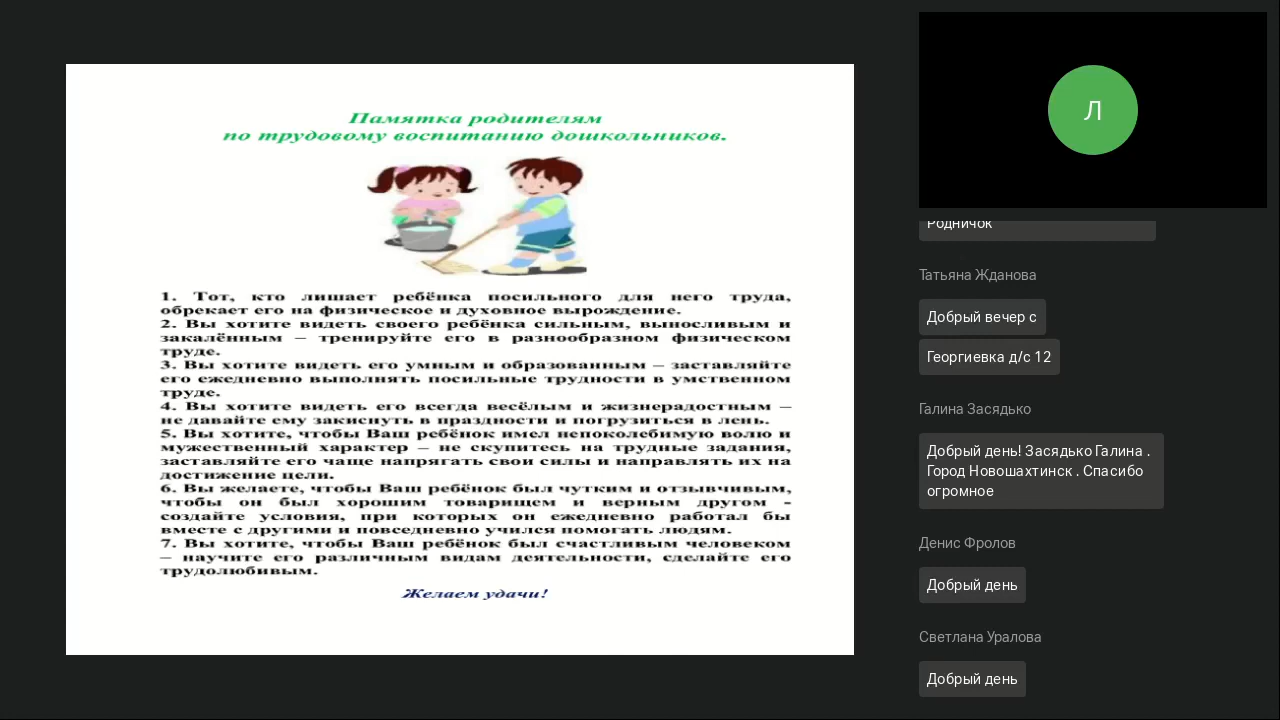 Памятка родителям
по трудовому воспитанию дошкольников.
1. Тот, кто лишает ребёнка посильного для него труда,
обрекает его на физическое и духовное вырождение.
2. Вы хотите видеть своего ребёнка сильным, выносливым и
закалённым – тренируйте его в разнообразном физическом
труде.
3. Вы хотите видеть его умным и образованным – заставляйте
его ежедневно выполнять посильные трудности в умственном
труде.
4. Вы хотите видеть его всегда весёлым и жизнерадостным –
не давайте ему закиснуть в праздности и погрузиться в лень.
5. Вы хотите, чтобы Ваш ребёнок имел непоколебимую волю и
мужественный характер – не скупитесь на трудные задания,
заставляйте его чаще напрягать свои силы и направлять их на
достижение цели.
6. Вы желаете, чтобы Ваш ребёнок был чутким и отзывчивым,
чтобы он был хорошим товарищем и верным другом -
создайте условия, при которых он ежедневно работал бы
вместе с другими и повседневно учился помогать людям.
7. Вы хотите, чтобы Ваш ребёнок был счастливым человеком
– научите его различным видам деятельности, сделайте его
трудолюбивым.
Желаем удачи!
Л
Родничок
Татьяна Жданова
Добрый вечер с
Георгиевка д/с 12
Галина Засядько
Добрый день! Засядько Галина .
Город Новошахтинск . Спасибо
огромное
Денис Фролов
Добрый день
Светлана Уралова
Добрый день